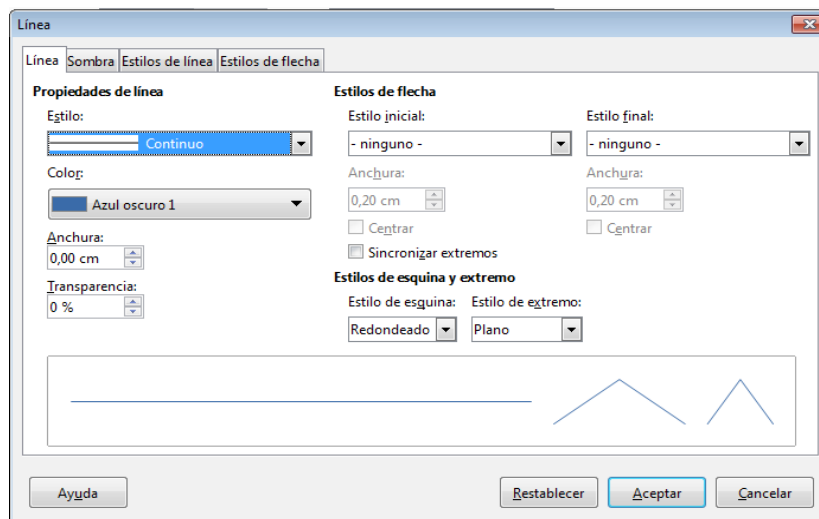 Línea
Línea
Sombra
Estilos de línea
Estilos de flecha
Propiedades de línea
Estilo:
Continuo
Color:
Azul oscuro 1
Anchura:
0,00 cm
Transparencia:
0 %
Estilos de flecha
Estilo inicial:
- ninguno -
Anchura:
0,20 cm
Centrar
Sincronizar extremos
Estilo final:
- ninguno -
Anchura:
0,20 cm
Centrar
Estilos de esquina y extremo
Estilo de esquina:
Redondeado
Estilo de extremo:
Plano
Ayuda
Restablecer
Aceptar
Cancelar